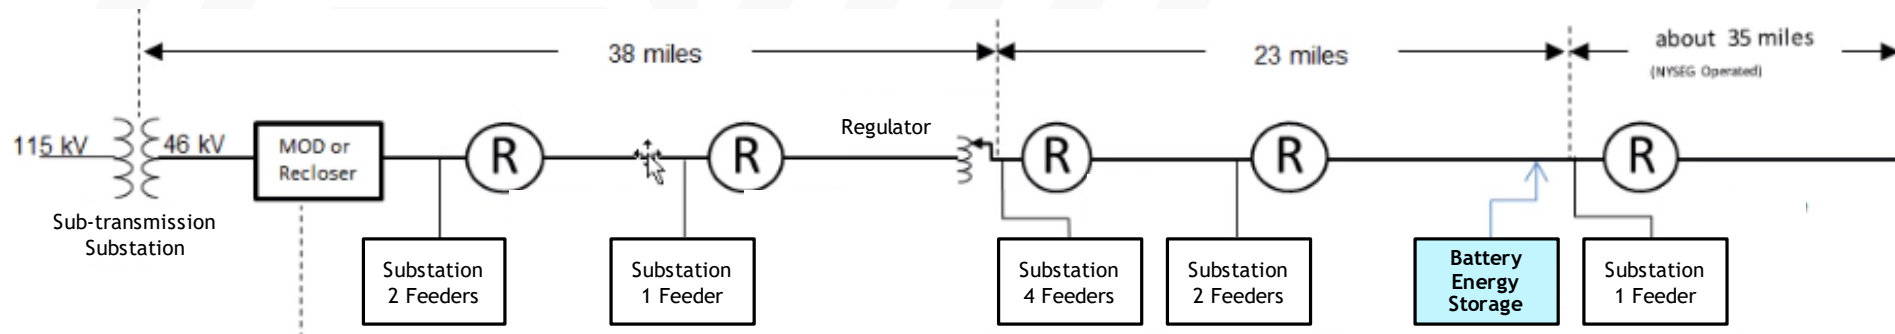 38 miles
23 miles
about 35 miles
(NYSEG Operated)
115 kV
46 kV
MOD or
Recloser
R
R
Regulator
R
R
R
Sub-transmission
Substation
Substation
2 Feeders
Substation
1 Feeder
Substation
4 Feeders
Substation
2 Feeders
Battery
Energy
Storage
Substation
1 Feeder